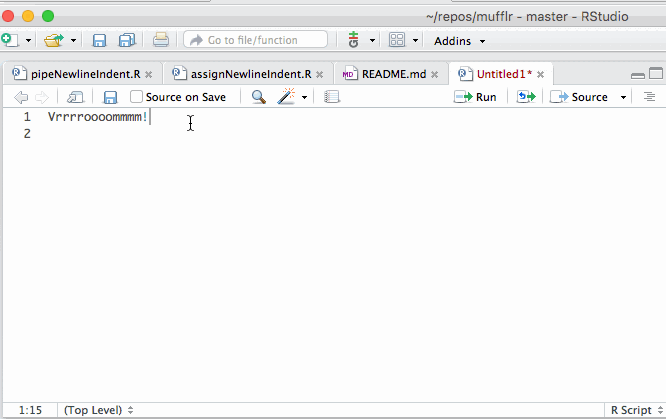 ~/repos/mufflr - master - RStudio
Go to file/function
Addins
pipeNewlineIndent.R
assignNewlineIndent.R
MD README.md
Untitled1*
Source on Save
Run
Source
1 Vrrrroooommmm!
2
1:15
(Top Level)
R Script